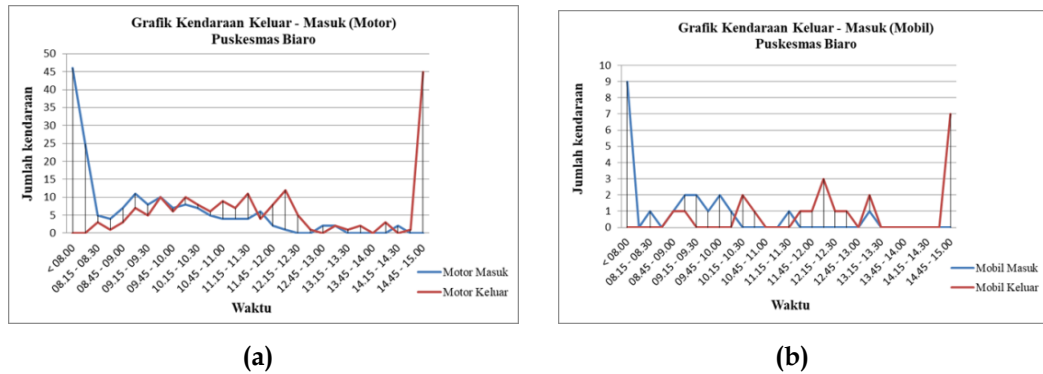 Grafik Kendaraan Keluar - Masuk (Motor)
Puskesmas Biaro
Jumlah kendaraan
50
45
40
35
30
25
20
15
10
5
0
< 08.00
08.15 - 08.30
08.45 - 09.00
09.15 - 09.30
09.45 - 10.00
10.15 - 10.30
10.45 - 11.00
11.15 - 11.30
11.45 - 12.00
12.15 - 12.30
12.45 - 13.00
13.15 - 13.30
13.45 - 14.00
14.15 - 14.30
14.45 - 15.00
Waktu
Motor Masuk
Motor Keluar
(a)
Grafik Kendaraan Keluar - Masuk (Mobil)
Puskesmas Biaro
Jumlah kendaraan
10
9
8
7
6
5
4
3
2
1
0
< 08.00
08.15 - 08.30
08.45 - 09.00
09.15 - 09.30
09.45 - 10.00
10.15 - 10.30
10.45 - 11.00
11.15 - 11.30
11.45 - 12.00
12.15 - 12.30
12.45 - 13.00
13.15 - 13.30
13.45 - 14.00
14.15 - 14.30
14.45 - 15.00
Waktu
Mobil Masuk
Mobil Keluar
(b)